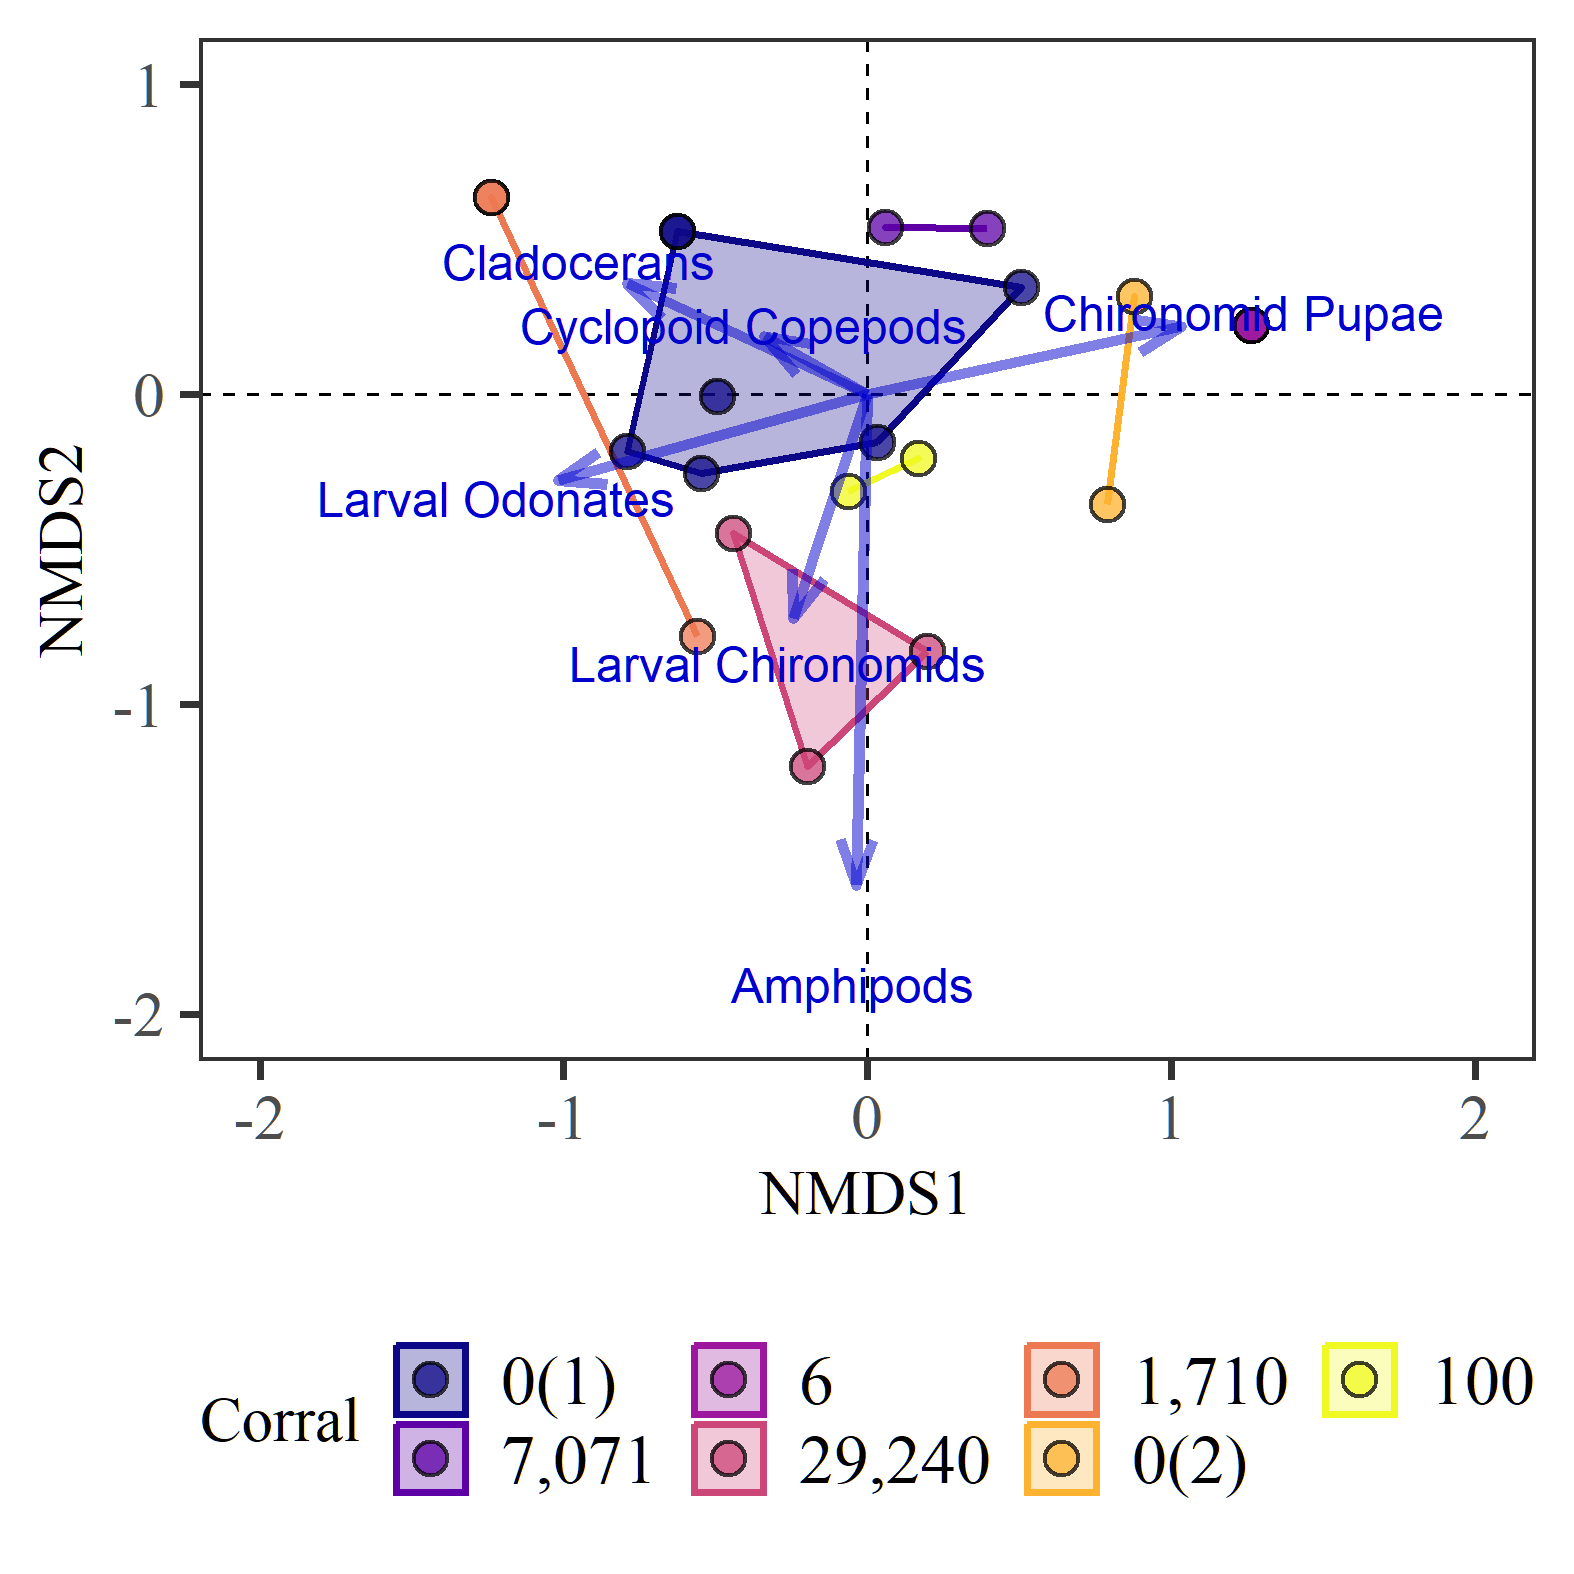 1
0
-1
-2
NMDS2
Cladocerans
Cyclopoid Copepods
Chironomid Pupae
Larval Odonates
Larval Chironomids
Amphipods
-2 -1 0 1 2
NMDS1
Corral
0(1) 6 1,710 100
7,071 29,240 0(2)